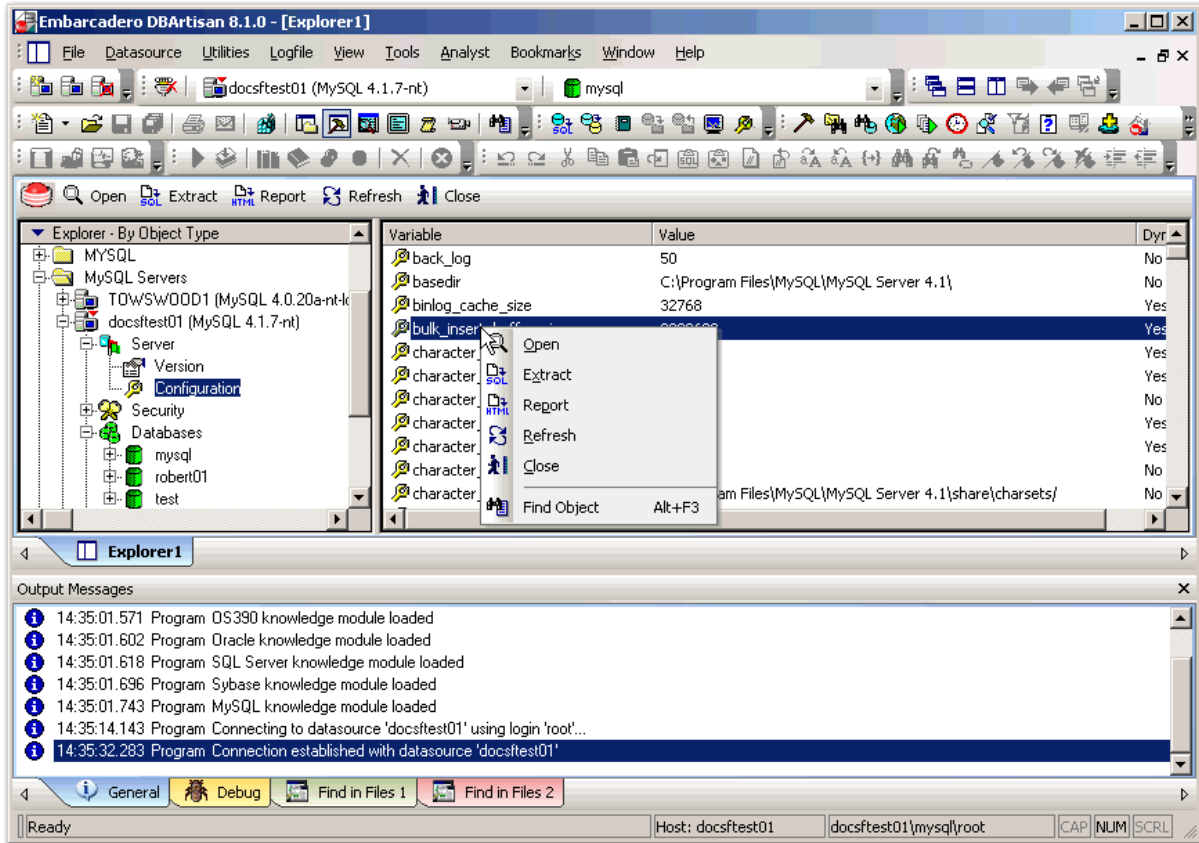 Embarcadero DBArtisan 8.1.0 - [Explorer1]
File Datasource Utilities Logfile View Tools Analyst Bookmarks Window Help
docsftest01 (MySQL 4.1.7-nt) mysql
Open Extract Report Refresh Close
Explorer - By Object Type
MYSQL
MySQL Servers
TOWSWOOD1 (MySQL 4.0.20a-nt-lo
docsftest01 (MySQL 4.1.7-nt)
Server
Version
Configuration
Security
Databases
mysql
robert01
test
Variable Value Dyr
back_log 50 No
basedir C:\Program Files\MySQL\MySQL Server 4.1\ No
binlog_cache_size 32768 Yes
bulk_insert Yes
character_ Yes
character_ Yes
character_ No
character_ Yes
character_ Yes
character_ No
character_ am Files\MySQL\MySQL Server 4.1\share\charsets/ No
Open
Extract
Report
Refresh
Close
Find Object Alt+F3
Explorer1
Output Messages
14:35:01.571 Program OS390 knowledge module loaded
14:35:01.602 Program Oracle knowledge module loaded
14:35:01.618 Program SQL Server knowledge module loaded
14:35:01.696 Program Sybase knowledge module loaded
14:35:01.743 Program MySQL knowledge module loaded
14:35:14.143 Program Connecting to datasource 'docsftest01' using login 'root'...
14:35:32.283 Program Connection established with datasource 'docsftest01'
General Debug Find in Files 1 Find in Files 2
Ready Host: docsftest01 docsftest01\mysql\root CAP NUM SCRL